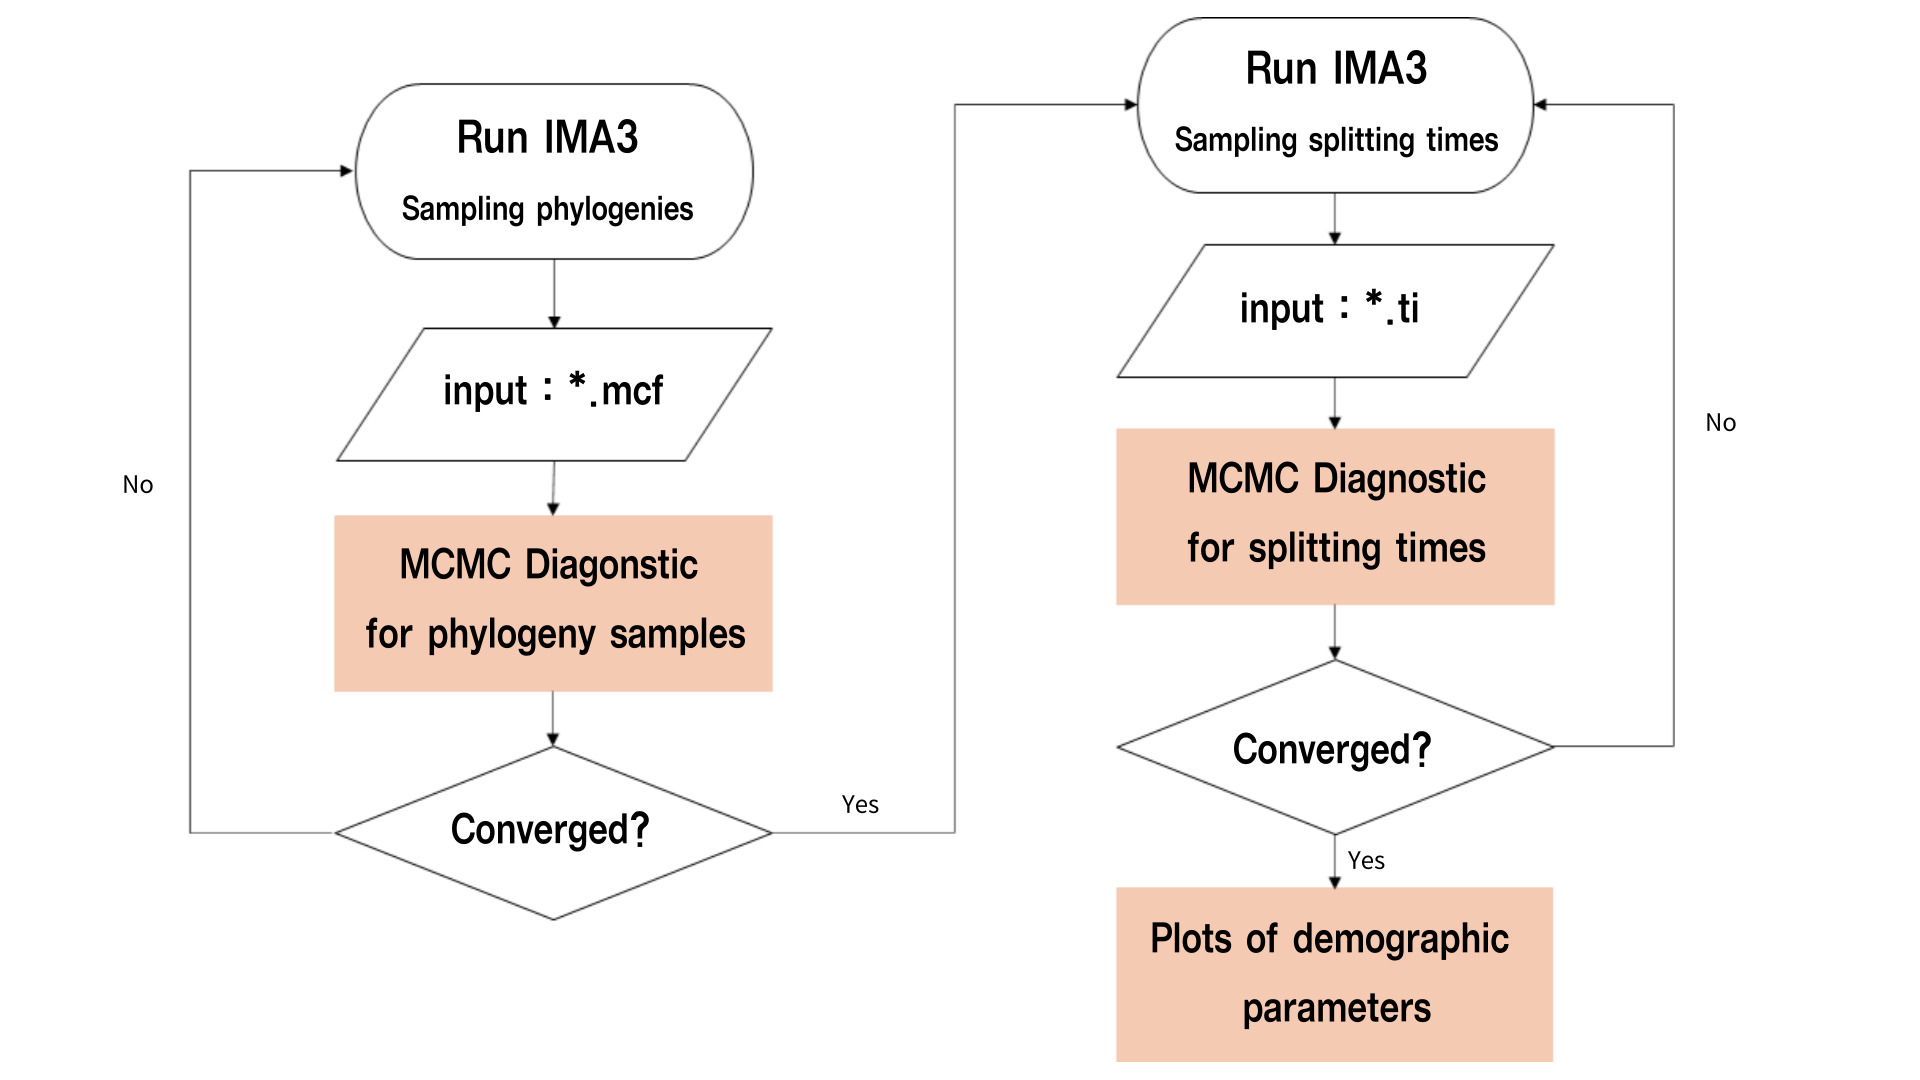 Run IMA3
Sampling phylogenies
input : *.mcf
No
MCMC Diagonstic
for phylogeny samples
Converged?
Yes
Run IMA3
Sampling splitting times
input : *.ti
No
MCMC Diagnostic
for splitting times
Converged?
Yes
Plots of demographic
parameters